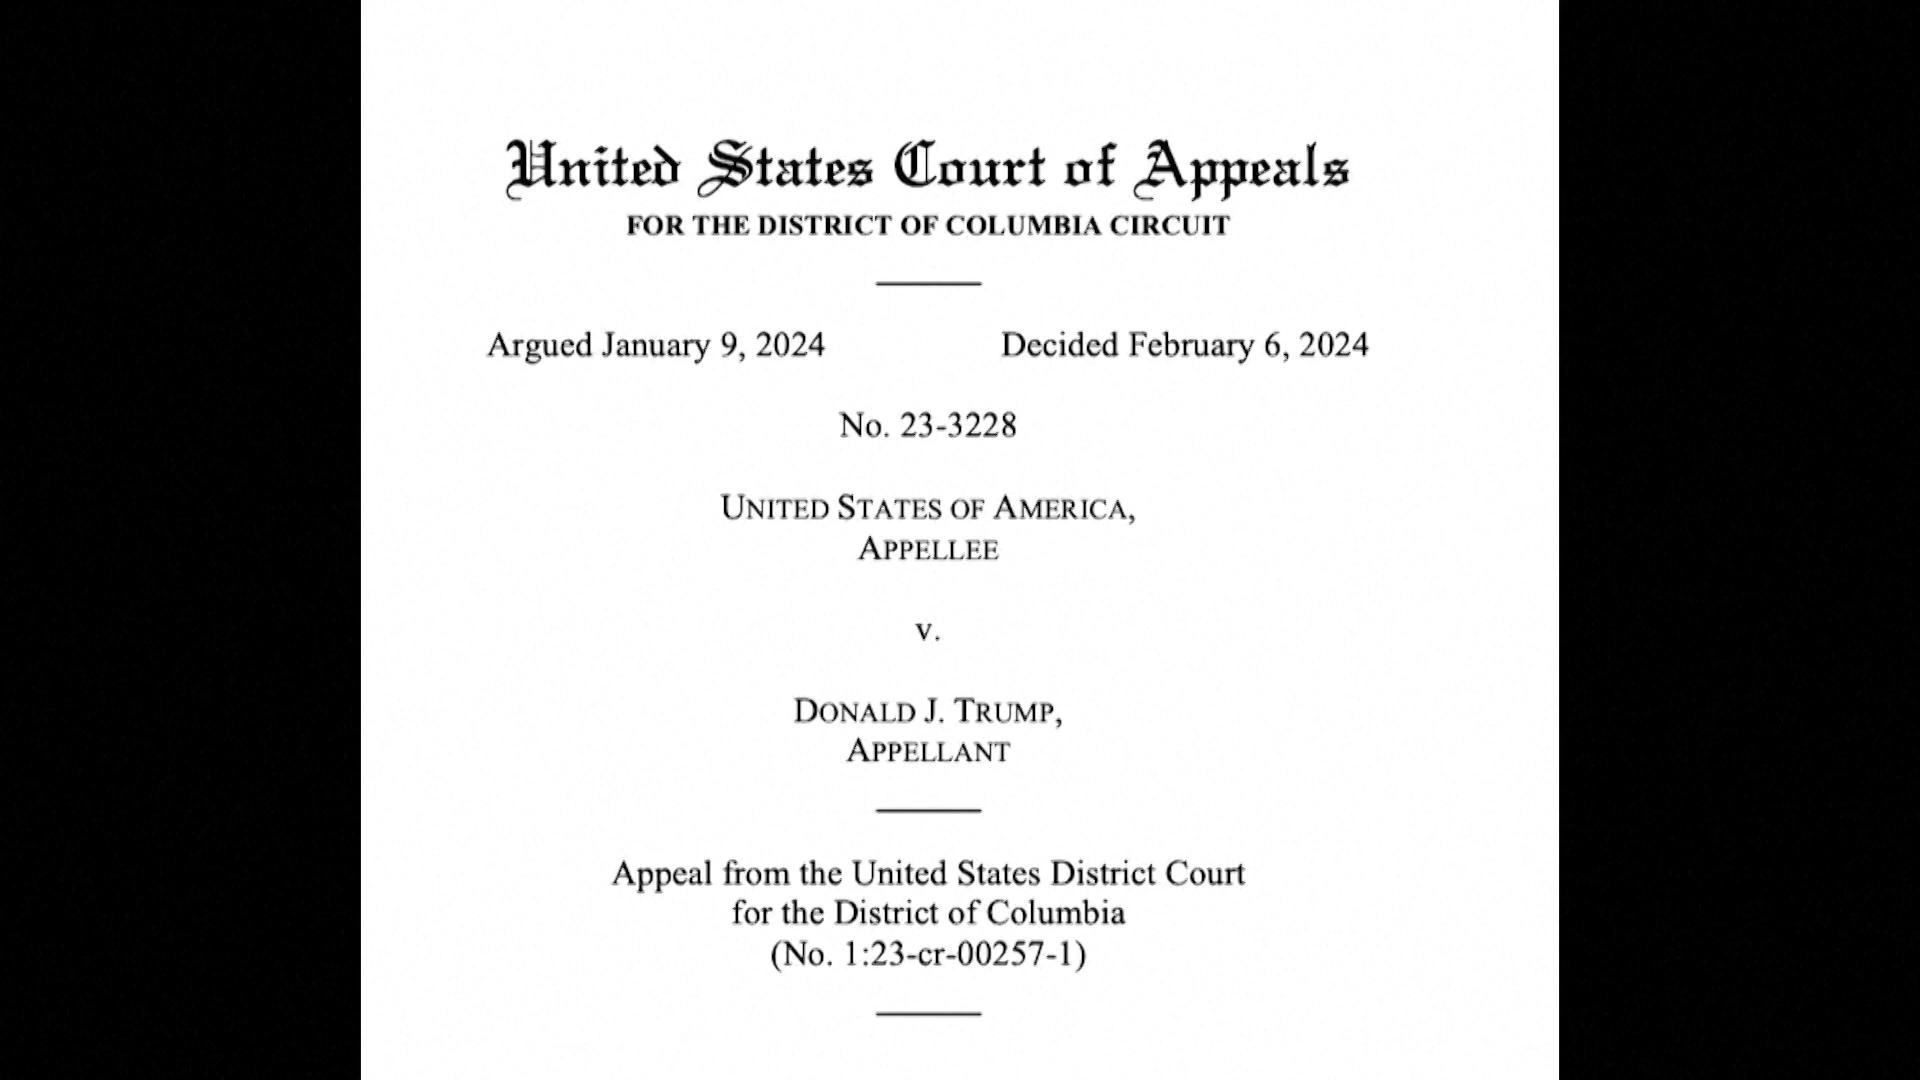 United States Court of Appeals
FOR THE DISTRICT OF COLUMBIA CIRCUIT
Argued January 9, 2024 Decided February 6, 2024
No. 23-3228
UNITED STATES OF AMERICA,
APPELLEE
v.
DONALD J. TRUMP,
APPELLANT
Appeal from the United States District Court
for the District of Columbia
(No. 1:23-cr-00257-1)